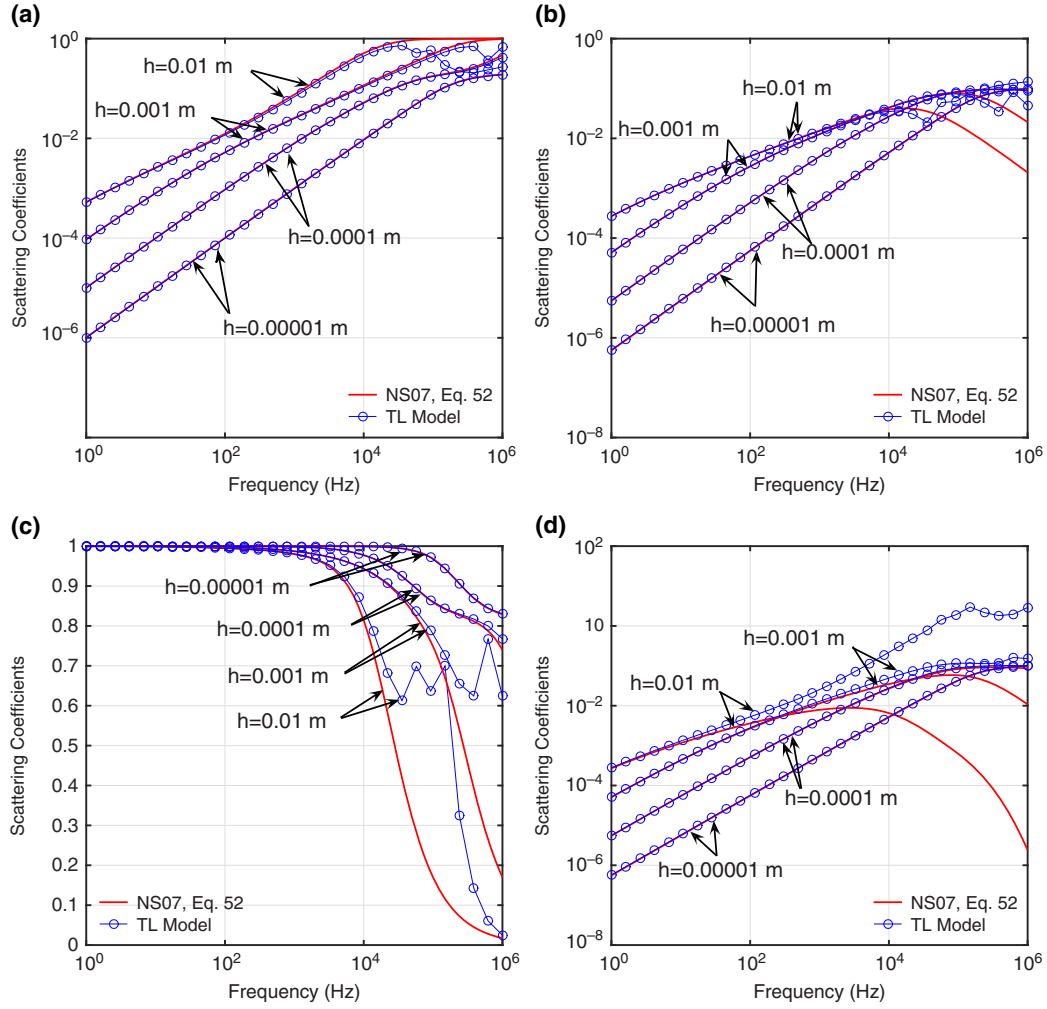 (a)
10^0
10^-2
10^-4
10^-6
Scattering Coefficients
h=0.01 m
h=0.001 m
h=0.0001 m
h=0.00001 m
NS07, Eq. 52
TL Model
10^0 10^2 10^4 10^6
Frequency (Hz)
(b)
10^2
10^0
10^-2
10^-4
10^-6
10^-8
Scattering Coefficients
h=0.01 m
h=0.001 m
h=0.0001 m
h=0.00001 m
NS07, Eq. 52
TL Model
10^0 10^2 10^4 10^6
Frequency (Hz)
(c)
1
0.9
0.8
0.7
0.6
0.5
0.4
0.3
0.2
0.1
0
Scattering Coefficients
h=0.00001 m
h=0.0001 m
h=0.001 m
h=0.01 m
NS07, Eq. 52
TL Model
10^0 10^2 10^4 10^6
Frequency (Hz)
(d)
10^2
10
10^-2
10^-4
10^-6
10^-8
Scattering Coefficients
h=0.001 m
h=0.01 m
h=0.0001 m
h=0.00001 m
NS07, Eq. 52
TL Model
10^0 10^2 10^4 10^6
Frequency (Hz)